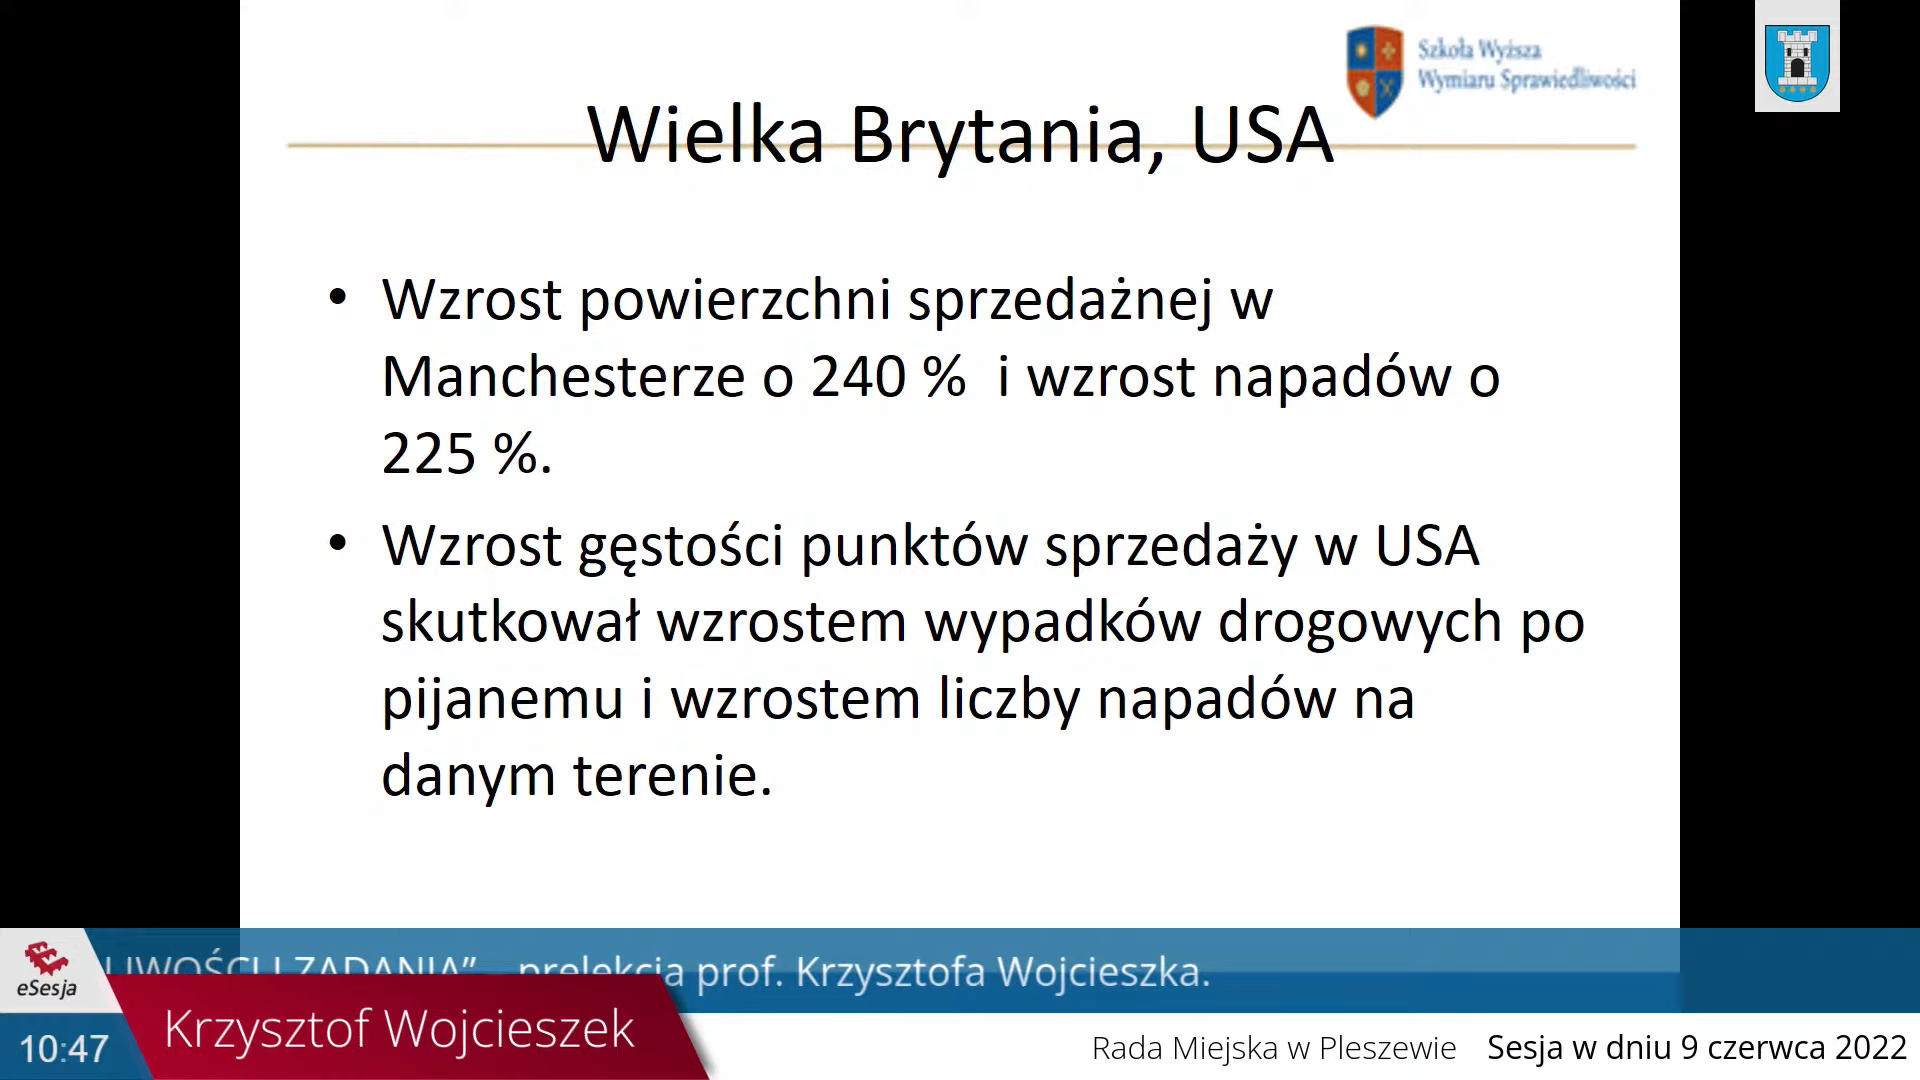 Szkoła Wyższa
Wymiaru Sprawiedliwości
Wielka Brytania, USA
• Wzrost powierzchni sprzedażnej w
Manchesterze o 240 % i wzrost napadów o
225 %.
• Wzrost gęstości punktów sprzedaży w USA
skutkował wzrostem wypadków drogowych po
pijanemu i wzrostem liczby napadów na
danym terenie.
LIWOŚCI I ZADANIA” prelekcja prof. Krzysztofa Wojcieszka.
eSesja
Krzysztof Wojcieszek
10:47
Rada Miejska w Pleszewie Sesja w dniu 9 czerwca 2022